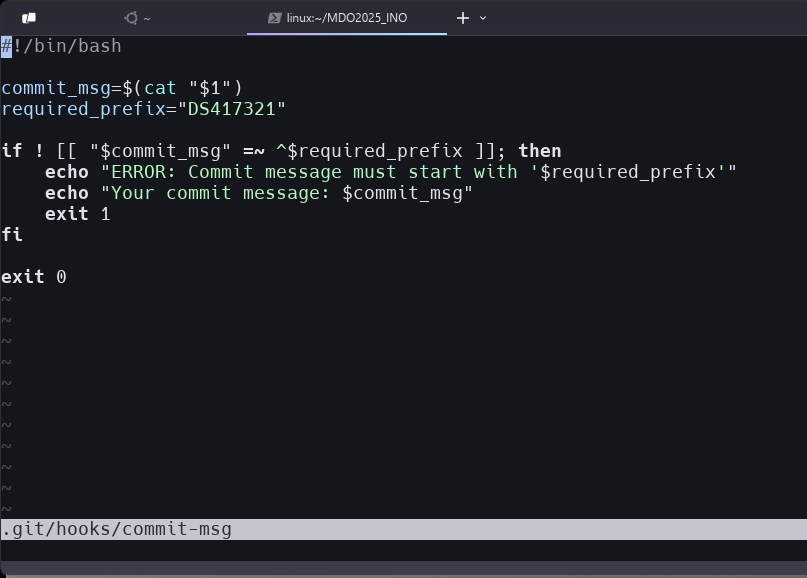 ~
linux:~/MDO2025_INO
#!/bin/bash

commit_msg=$(cat "$1")
required_prefix="DS417321"

if ! [[ "$commit_msg" =~ ^$required_prefix ]]; then
    echo "ERROR: Commit message must start with '$required_prefix'"
    echo "Your commit message: $commit_msg"
    exit 1
fi

exit 0
~
~
~
~
~
~
~
~
~
~
~
.git/hooks/commit-msg